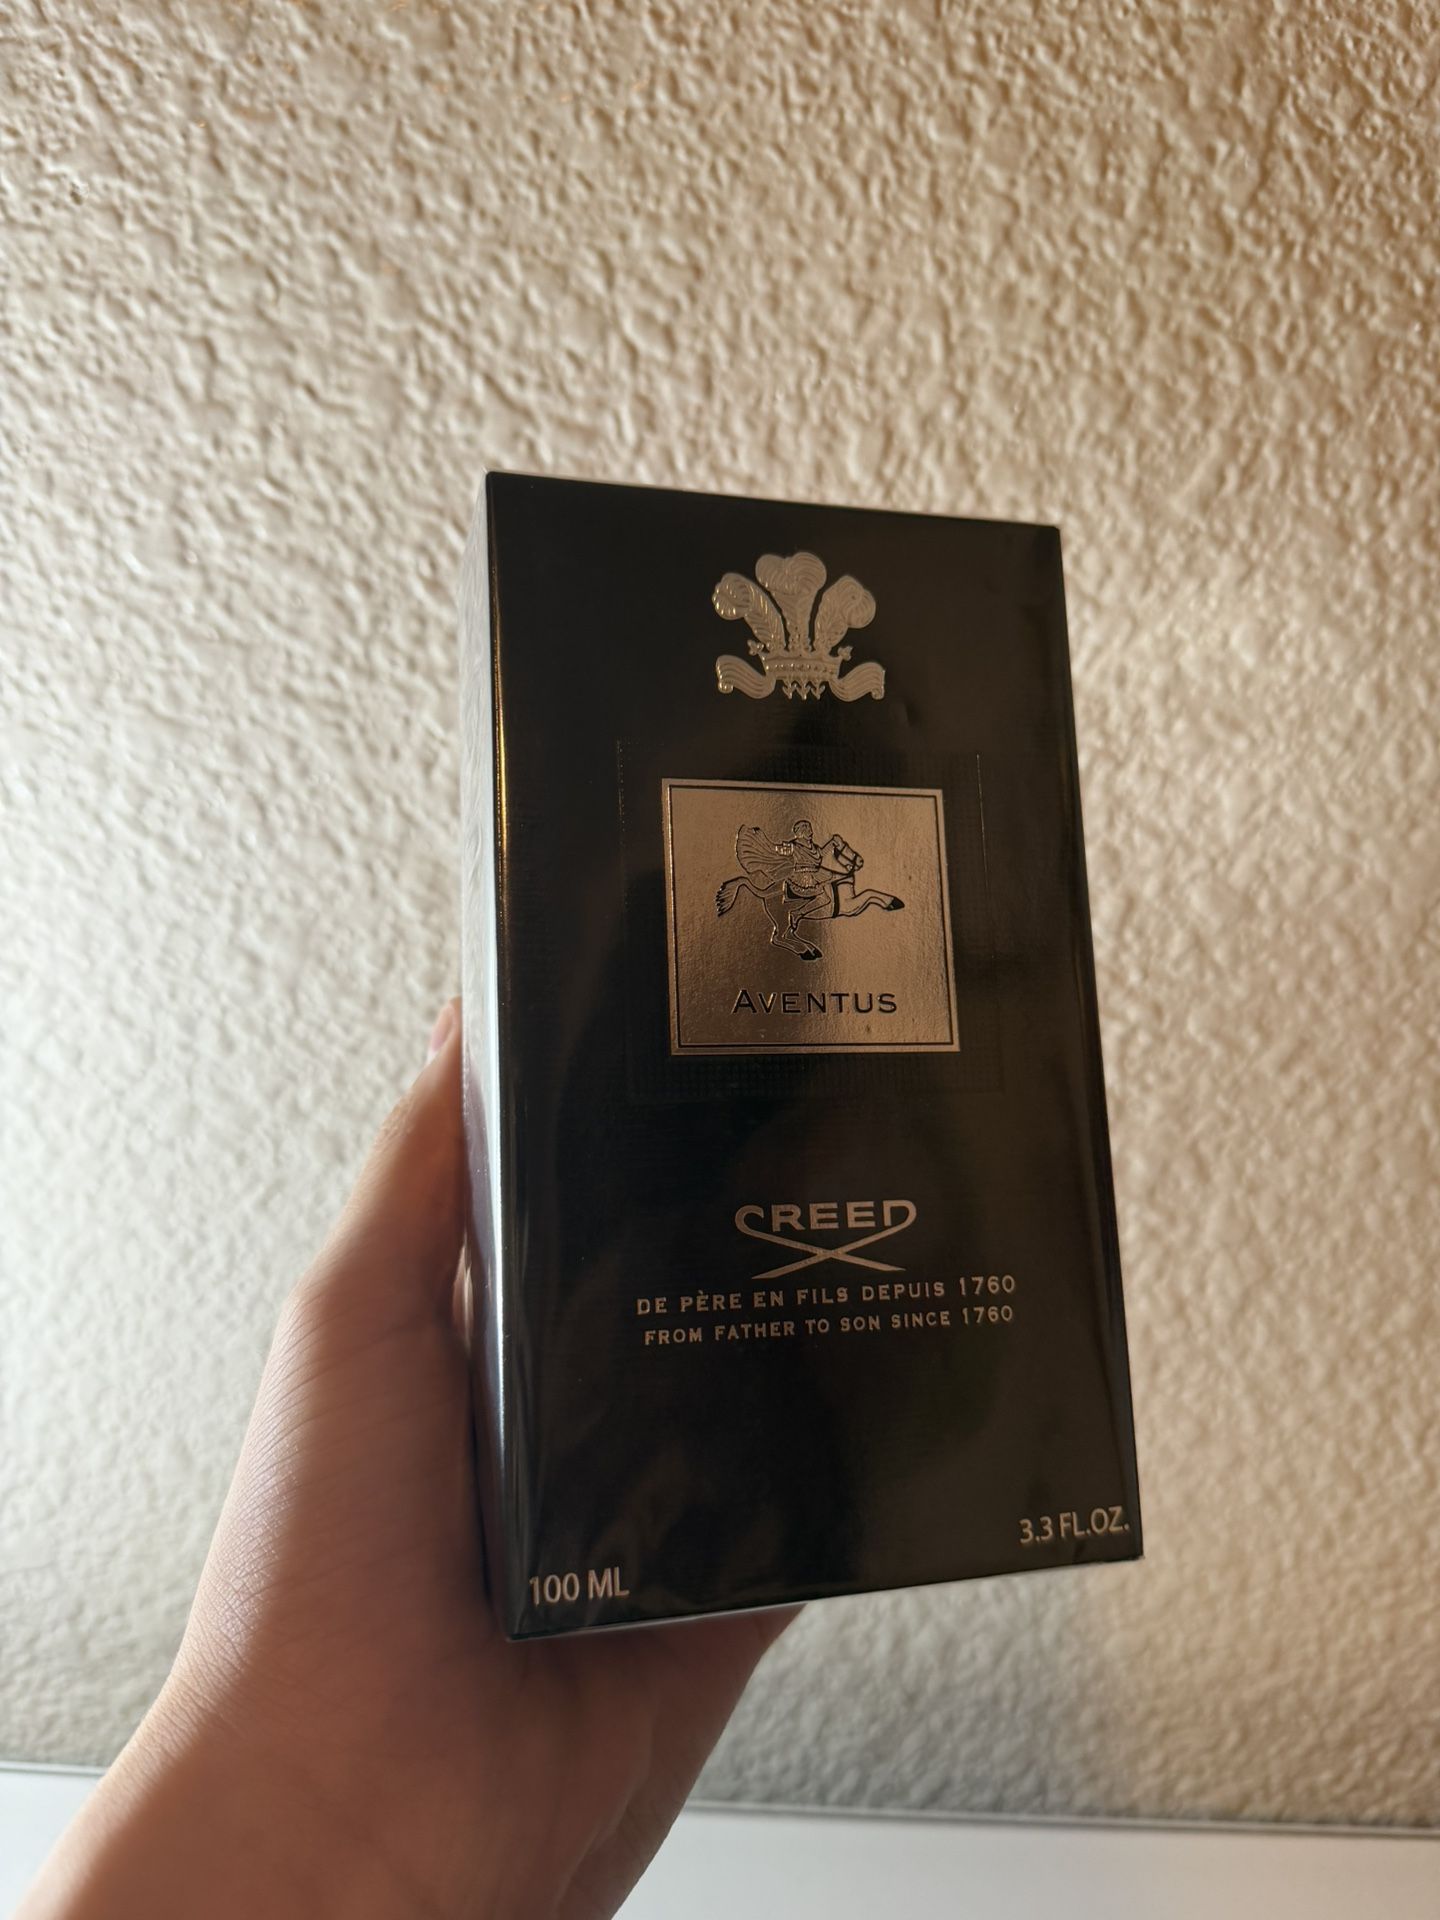 AVENTUS
CREED
DE PÈRE EN FILS DEPUIS 1760
FROM FATHER TO SON SINCE 1760
100 ML
3.3 FL.OZ.